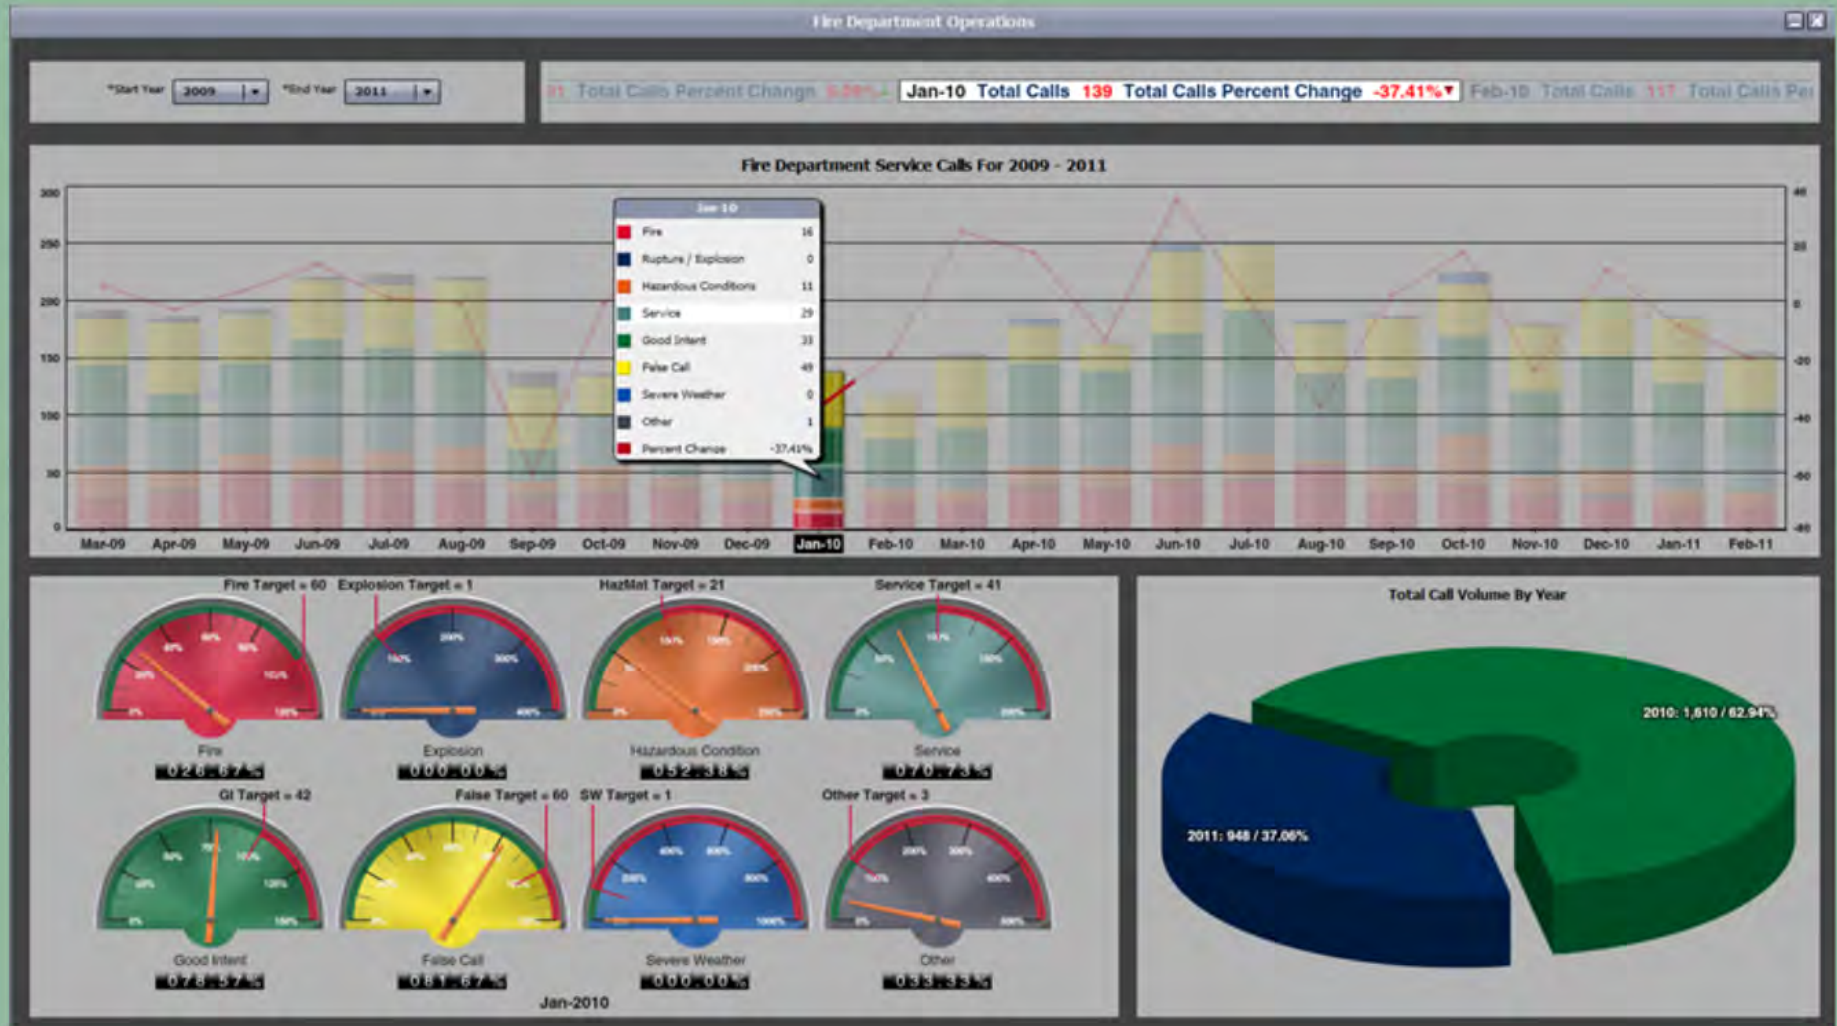 Fire Department Operations
*Start Year 2009 *End Year 2011
Total Calls Percent Change Jan-10 Total Calls 139 Total Calls Percent Change -37.41% Feb-10 Total Calls 117 Total Calls Per
Fire Department Service Calls For 2009 - 2011
300 40
250 20
200 0
150 -20
100 -40
50 -60
0 -80
Jan-10
Fire 16
Rupture / Explosion 0
Hazardous Conditions 11
Service 29
Good Intent 33
False Call 49
Severe Weather 0
Other 1
Percent Change -37.41%
Mar-09 Apr-09 May-09 Jun-09 Jul-09 Aug-09 Sep-09 Oct-09 Nov-09 Dec-09 Jan-10 Feb-10 Mar-10 Apr-10 May-10 Jun-10 Jul-10 Aug-10 Sep-10 Oct-10 Nov-10 Dec-10 Jan-11 Feb-11
Fire Target = 60 Explosion Target = 1 HazMat Target = 21 Service Target = 41
Fire Explosion Hazardous Condition Service
026.67% 000.00% 052.38% 070.73%
GI Target = 42 False Target = 60 SW Target = 1 Other Target = 3
Good Intent False Call Severe Weather Other
078.57% 081.67% 000.00% 033.33%
Jan-2010
Total Call Volume By Year
2010: 1,610 / 62.94%
2011: 948 / 37.06%